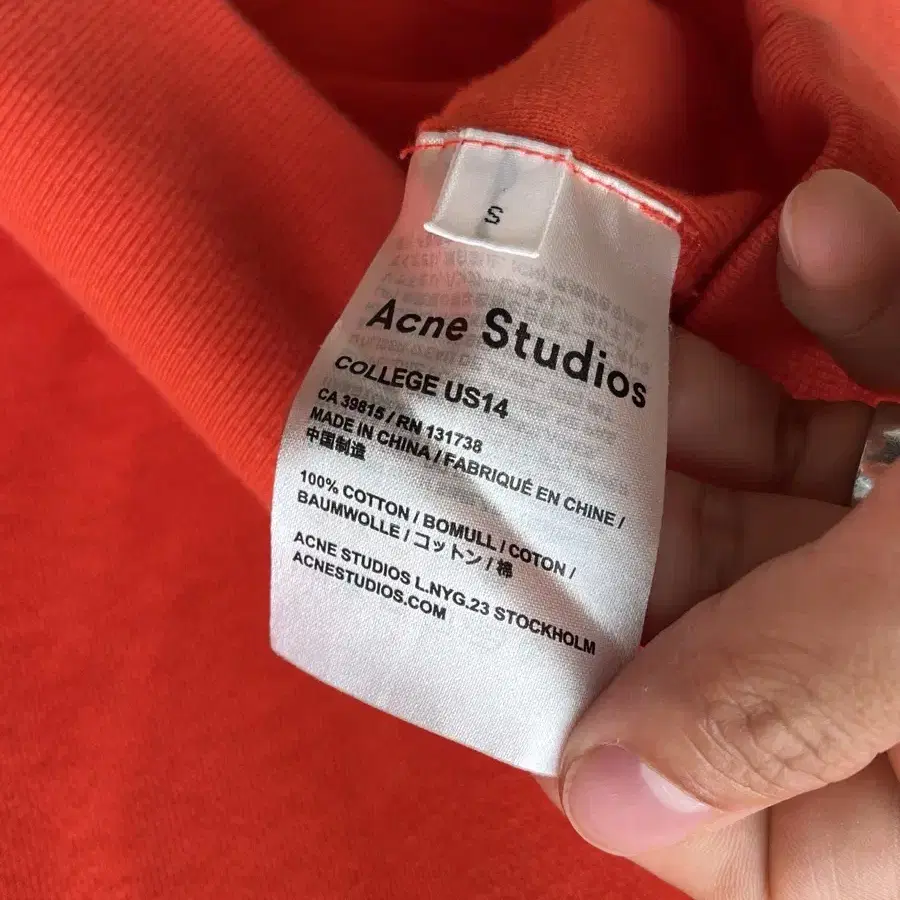 S
Acne Studios
COLLEGE US14
CA 39815 / RN 131738
MADE IN CHINA / FABRIQUÉ EN CHINE /
中国制造
100% COTTON / BOMULL / COTON /
BAUMWOLLE / コットン / 棉
ACNE STUDIOS L.NYG.23 STOCKHOLM
ACNESTUDIOS.COM